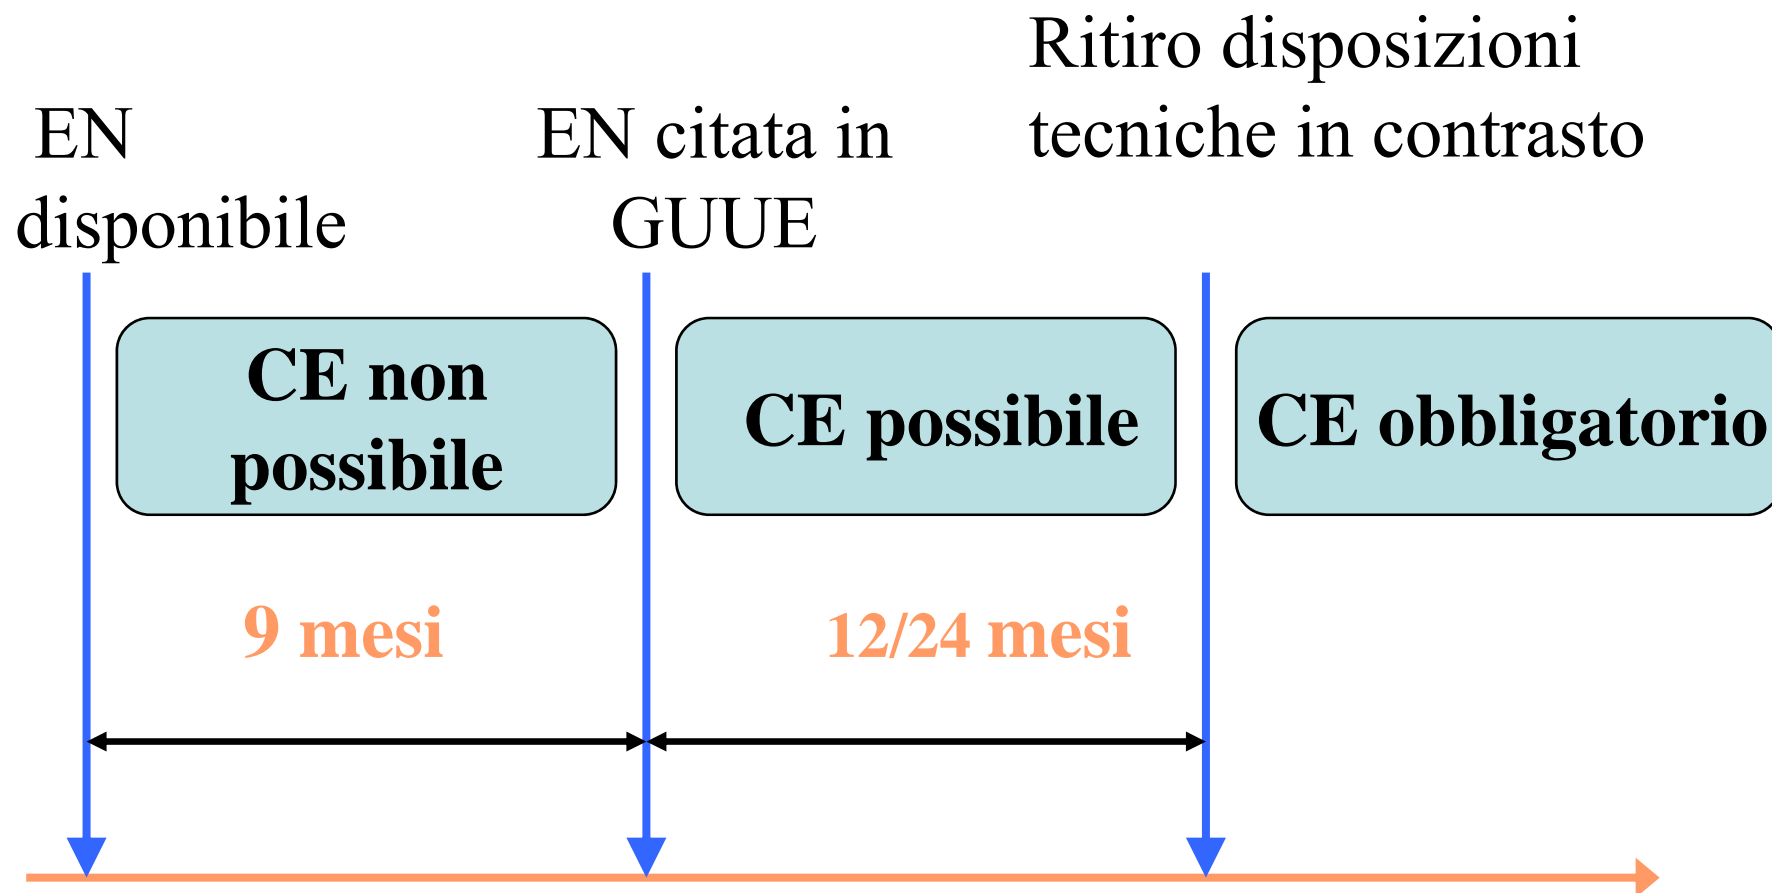 EN
disponibile
EN citata in
GUUE
Ritiro disposizioni
tecniche in contrasto
CE non
possibile
CE possibile
CE obbligatorio
9 mesi
12/24 mesi